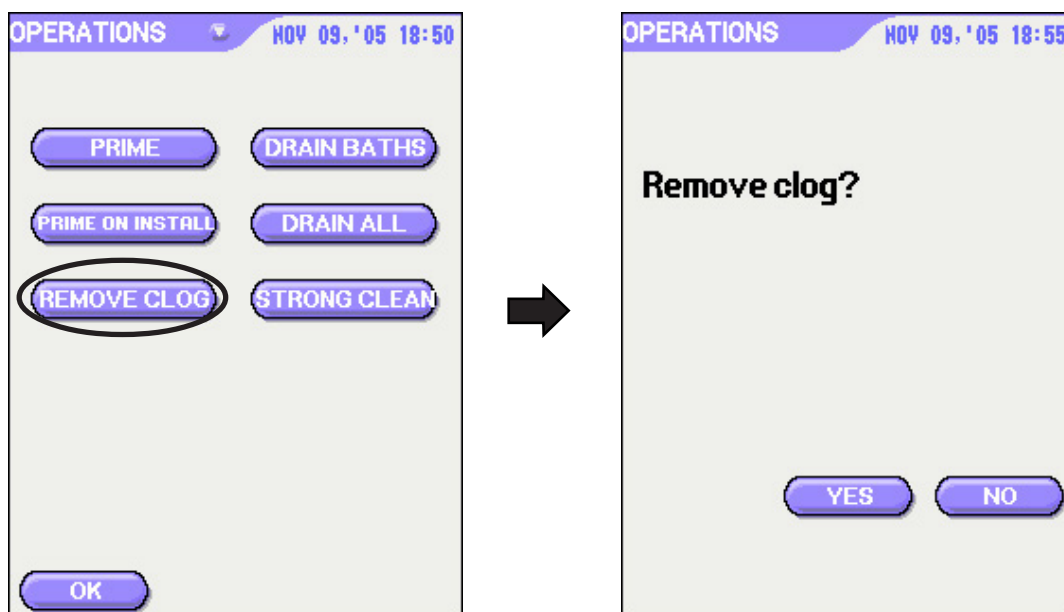 OPERATIONS NOV 09,'05 18:50
PRIME DRAIN BATHS
PRIME ON INSTALL DRAIN ALL
REMOVE CLOG STRONG CLEAN
OK
OPERATIONS NOV 09,'05 18:55
Remove clog?
YES NO